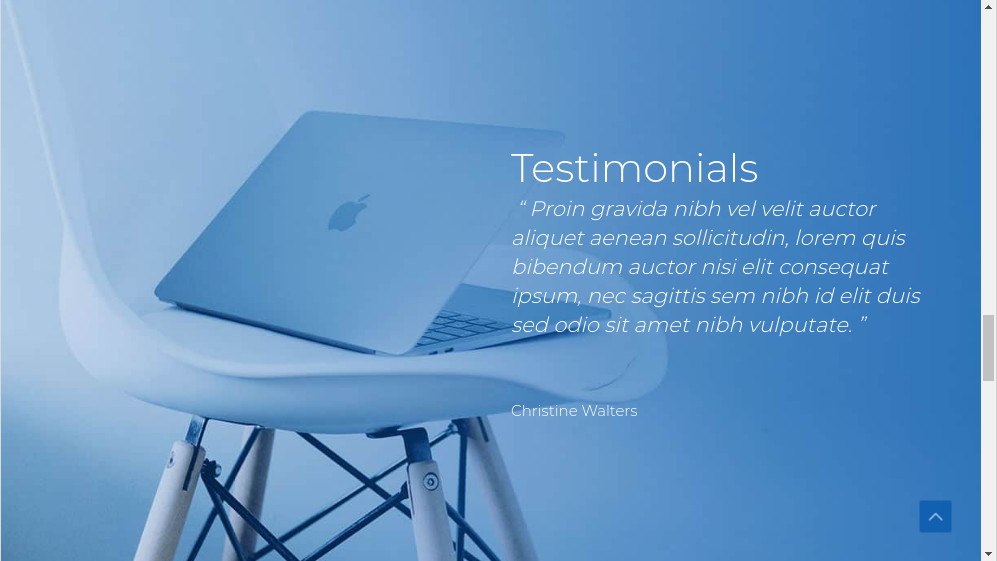 Testimonials
“ Proin gravida nibh vel velit auctor
aliquet aenean sollicitudin, lorem quis
bibendum auctor nisi elit consequat
ipsum, nec sagittis sem nibh id elit duis
sed odio sit amet nibh vulputate. ”
Christine Walters